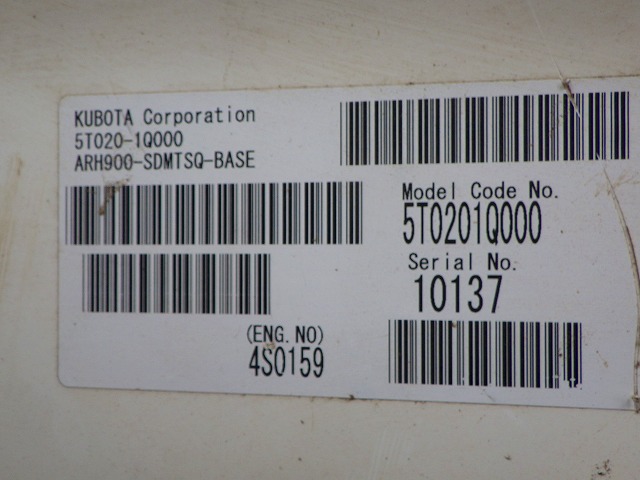 KUBOTA Corporation
5T020-1Q000
ARH900-SDMTSQ-BASE
Model Code No.
5T0201Q000
Serial No.
10137
(ENG.NO)
4S0159